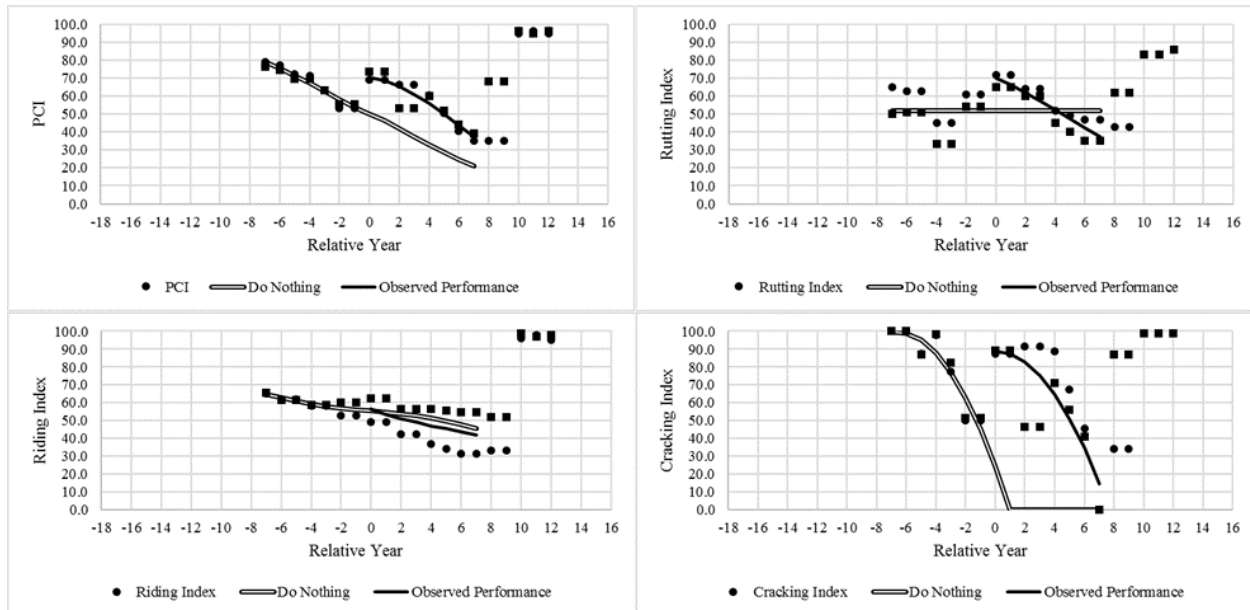 100.0
90.0
80.0
70.0
60.0
50.0
40.0
30.0
20.0
10.0
0.0
PCI
-18 -16 -14 -12 -10 -8 -6 -4 -2 0 2 4 6 8 10 12 14 16
Relative Year
PCI Do Nothing Observed Performance
100.0
90.0
80.0
70.0
60.0
50.0
40.0
30.0
20.0
10.0
0.0
Rutting Index
-18 -16 -14 -12 -10 -8 -6 -4 -2 0 2 4 6 8 10 12 14 16
Relative Year
Rutting Index Do Nothing Observed Performance
100.0
90.0
80.0
70.0
60.0
50.0
40.0
30.0
20.0
10.0
0.0
Riding Index
-18 -16 -14 -12 -10 -8 -6 -4 -2 0 2 4 6 8 10 12 14 16
Relative Year
Riding Index Do Nothing Observed Performance
100.0
90.0
80.0
70.0
60.0
50.0
40.0
30.0
20.0
10.0
0.0
Cracking Index
-18 -16 -14 -12 -10 -8 -6 -4 -2 0 2 4 6 8 10 12 14 16
Relative Year
Cracking Index Do Nothing Observed Performance